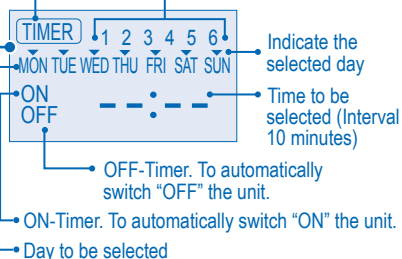 TIMER 1 2 3 4 5 6
MON TUE WED THU FRI SAT SUN
ON
OFF
--:--
Indicate the
selected day
Time to be
selected (Interval
10 minutes)
OFF-Timer. To automatically
switch “OFF” the unit.
ON-Timer. To automatically switch “ON” the unit.
Day to be selected